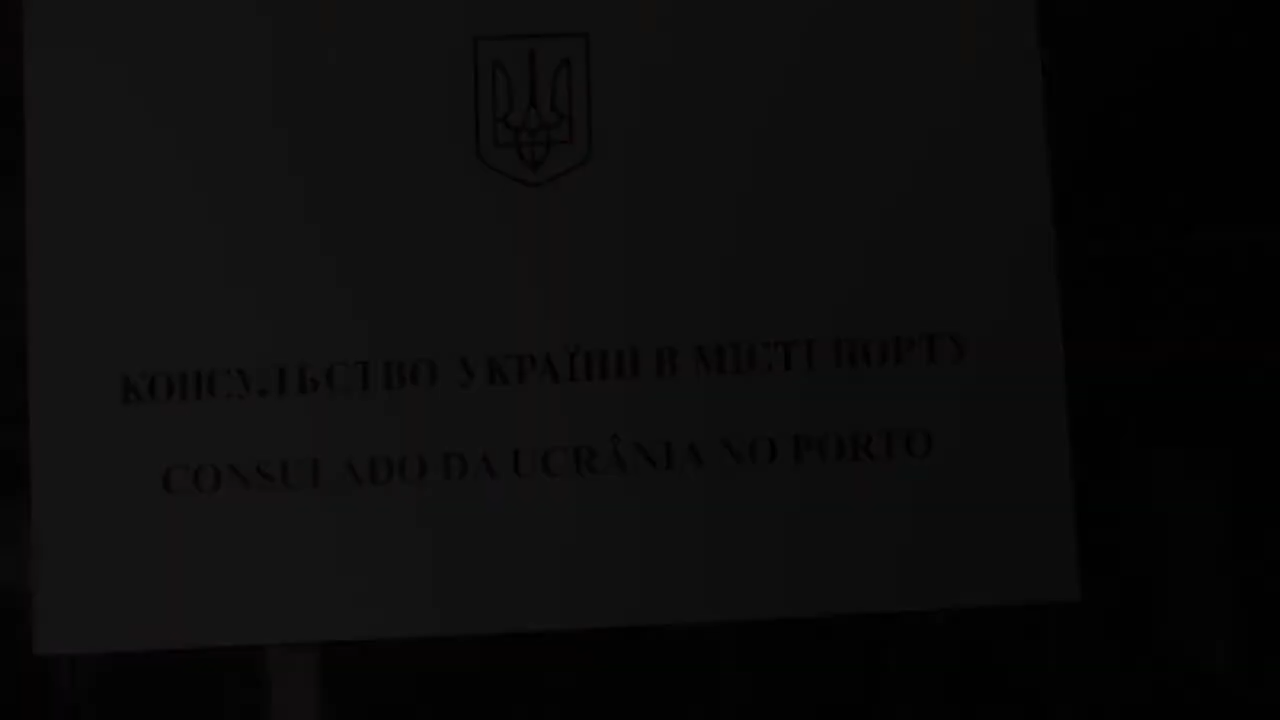 КОНСУЛЬСТВО УКРАЇНИ В МІСТІ ПОРТУ
CONSULADO DA UCRÂNIA NO PORTO